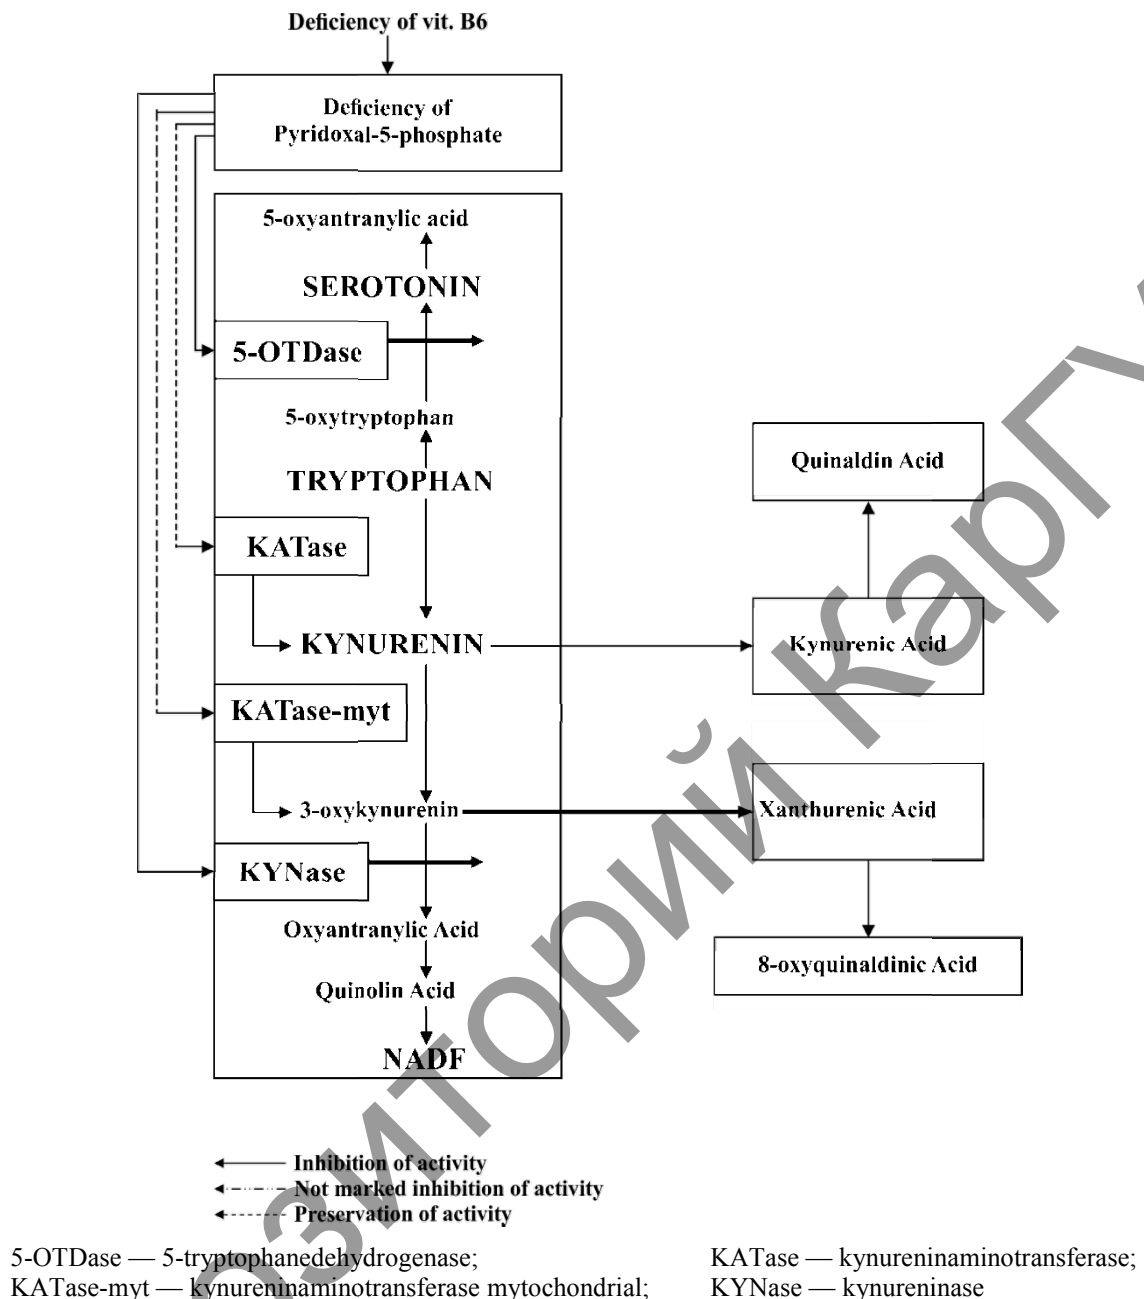 Deficiency of vit. B6
Deficiency of
Pyridoxal-5-phosphate
5-oxyantranylic acid
SEROTONIN
5-OTDase
5-oxytryptophan
TRYPTOPHAN
Quinaldin Acid
KATase
KYNURENIN
Kynurenic Acid
KATase-myt
3-oxykynurenin
Xanthurenic Acid
KYNase
Oxyantranylic Acid
8-oxyquinaldinic Acid
Quinolin Acid
NADF
Inhibition of activity
Not marked inhibition of activity
Preservation of activity
5-OTDase — 5-tryptophanedehydrogenase; KATase — kynureninaminotransferase;
KATase-myt — kynureninaminotransferase mytochondrial; KYNase — kynureninase
зиторий КарГУ